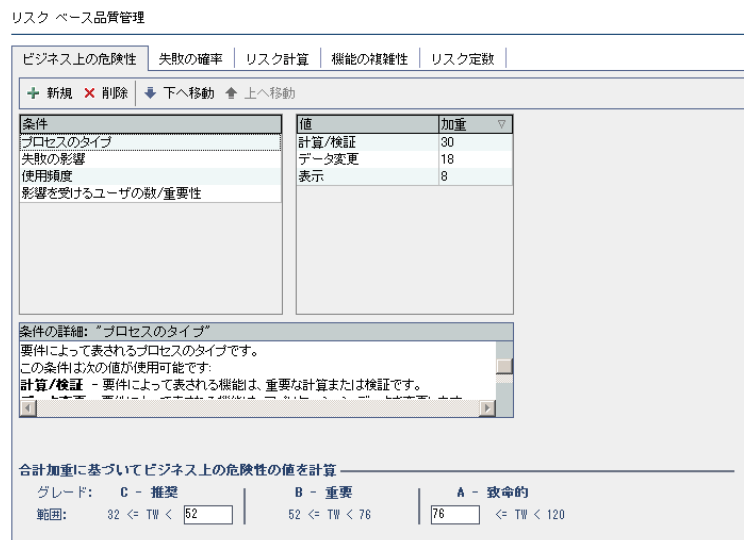 リスク ベース品質管理
ビジネス上の危険性 失敗の確率 リスク計算 機能の複雑性 リスク定数
新規 削除 下へ移動 上へ移動
条件 値 加重
プロセスのタイプ 計算/検証 30
失敗の影響 データ変更 18
使用頻度 表示 8
影響を受けるユーザの数/重要性
条件の詳細: "プロセスのタイプ"
要件によって表されるプロセスのタイプです。
この条件は次の値が使用可能です:
計算/検証 - 要件によって表される機能は、重要な計算または検証です。
合計加重に基づいてビジネス上の危険性の値を計算
グレード: C - 推奨 B - 重要 A - 致命的
範囲: 32 <= TW < 52 52 <= TW < 76 76 <= TW < 120